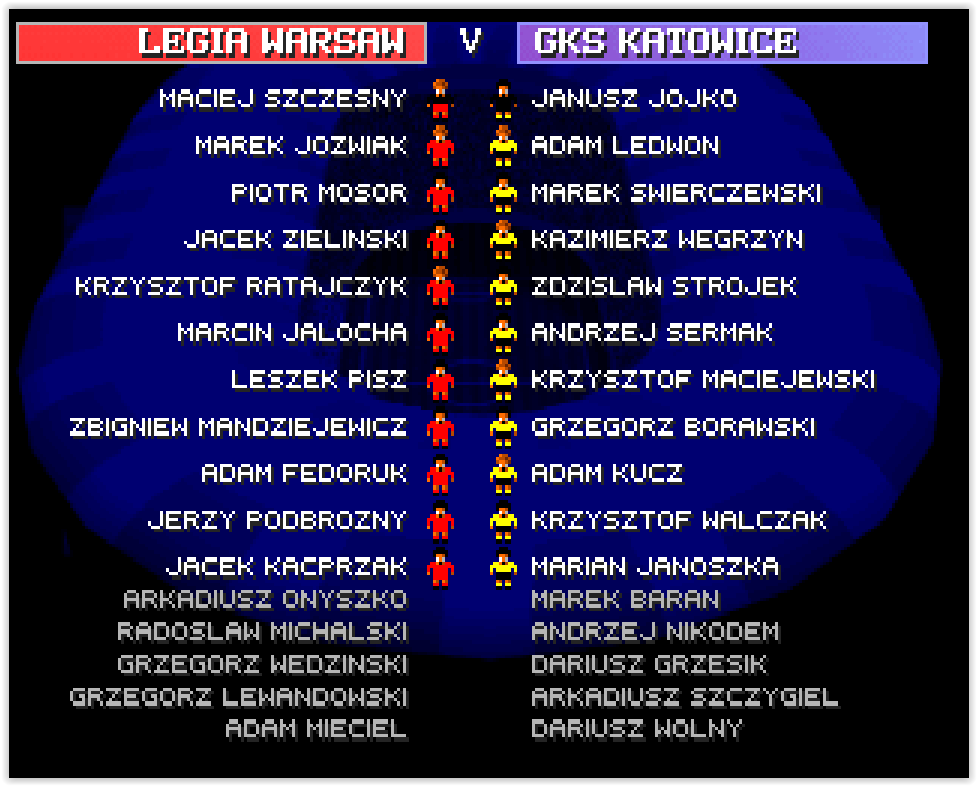 LEGIA WARSAW V GKS KATOWICE
MACIEJ SZCZESNY JANUSZ JOJKO
MAREK JOZWIAK ADAM LEDWON
PIOTR MOSOR MAREK SWIERCZEWSKI
JACEK ZIELINSKI KAZIMIERZ WEGRZYN
KRZYSZTOF RATAJCZYK ZDZISLAW STROJEK
MARCIN JALOCHA ANDRZEJ SERMAK
LESZEK PISZ KRZYSZTOF MACIEJEWSKI
ZBIGNIEW MANDZIEJEWICZ GRZEGORZ BORAWSKI
ADAM FEDORUK ADAM KUCZ
JERZY PODBROZNY KRZYSZTOF WALCZAK
JACEK KACPRZAK MARIAN JANOSZKA
ARKADIUSZ ONYSZKO MAREK BARAN
RADOSLAW MICHALSKI ANDRZEJ NIKODEM
GRZEGORZ WEDZINSKI DARIUSZ GRZESIK
GRZEGORZ LEWANDOWSKI ARKADIUSZ SZCZYGIEL
ADAM MIECIEL DARIUSZ WOLNY